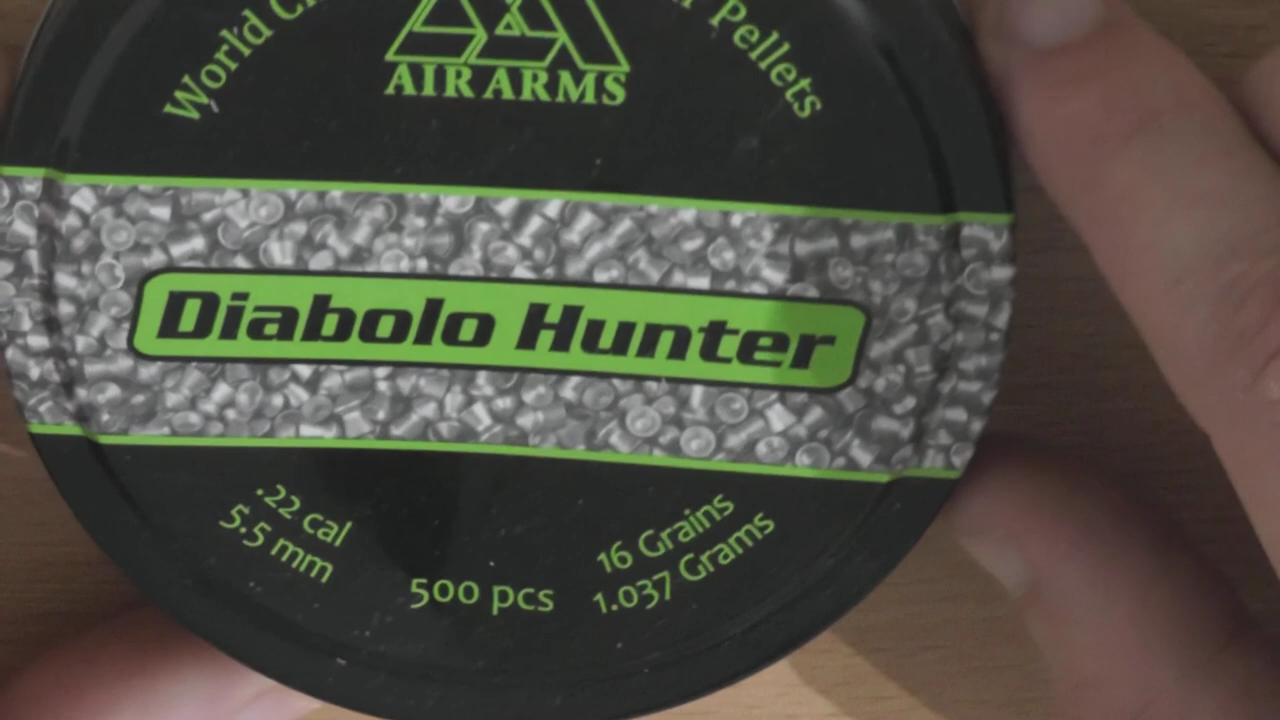 World
Pellets
AIR ARMS
Diabolo Hunter
.22 cal
5.5 mm
500 pcs
16 Grains
1.037 Grams